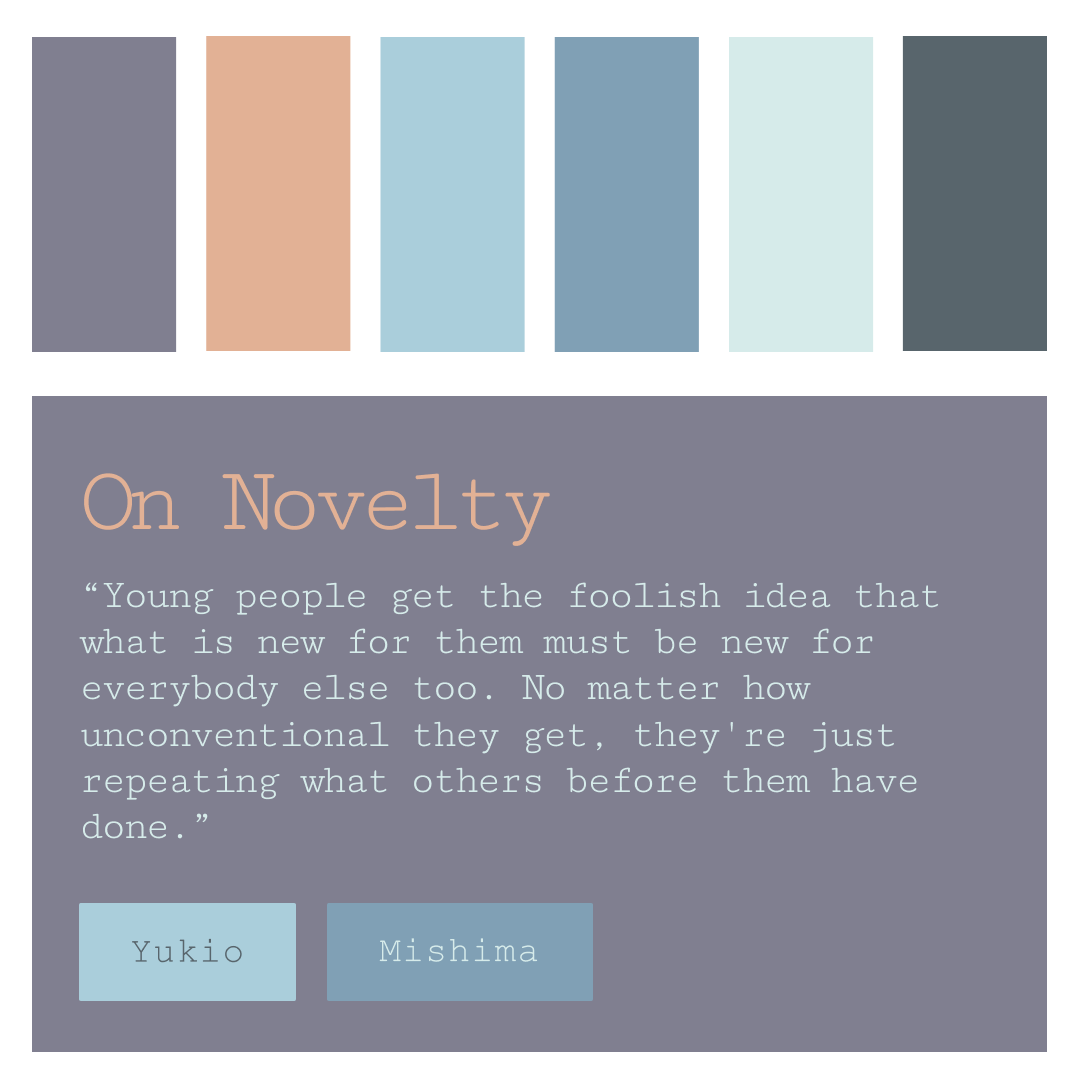 On Novelty
“Young people get the foolish idea that
what is new for them must be new for
everybody else too. No matter how
unconventional they get, they're just
repeating what others before them have
done.”
Yukio
Mishima